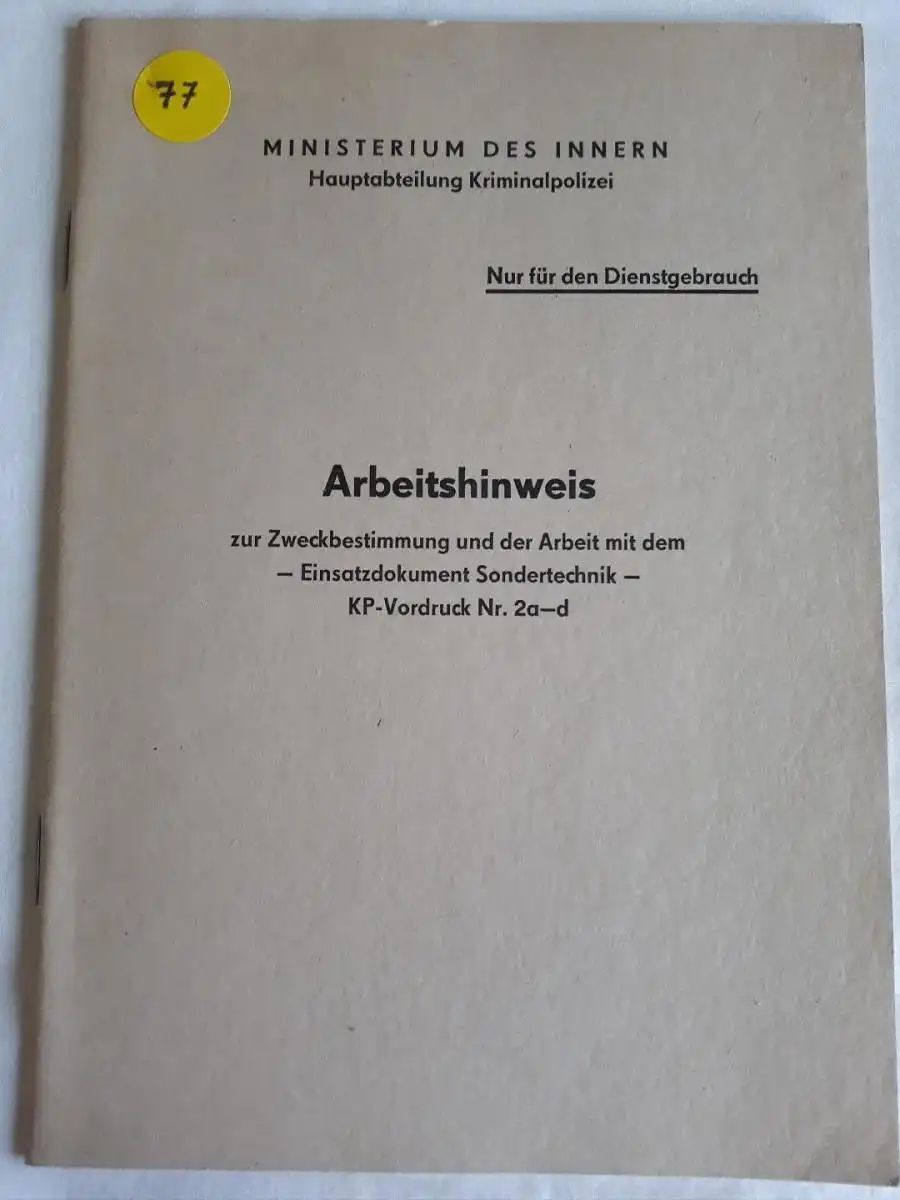 77
MINISTERIUM DES INNERN
Hauptabteilung Kriminalpolizei
Nur für den Dienstgebrauch
Arbeitshinweis
zur Zweckbestimmung und der Arbeit mit dem
— Einsatzdokument Sondertechnik —
KP-Vordruck Nr. 2a—d